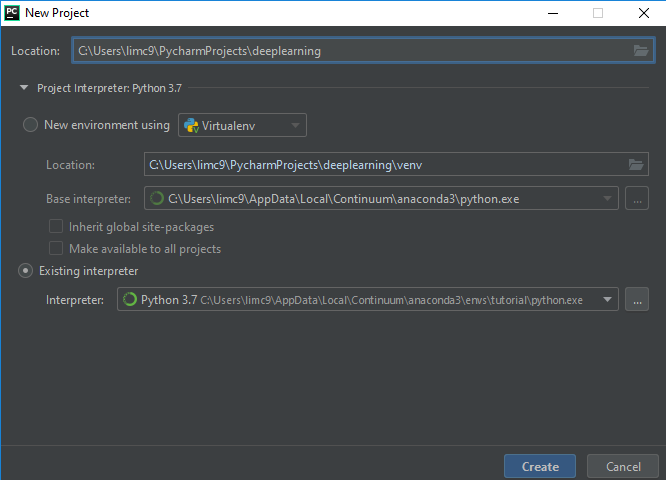 PC New Project
Location: C:\Users\limc9\PycharmProjects\deeplearning
Project Interpreter: Python 3.7
New environment using Virtualenv
Location: C:\Users\limc9\PycharmProjects\deeplearning\venv
Base interpreter: C:\Users\limc9\AppData\Local\Continuum\anaconda3\python.exe ...
Inherit global site-packages
Make available to all projects
Existing interpreter
Interpreter: Python 3.7 C:\Users\limc9\AppData\Local\Continuum\anaconda3\envs\tutorial\python.exe ...
Create Cancel